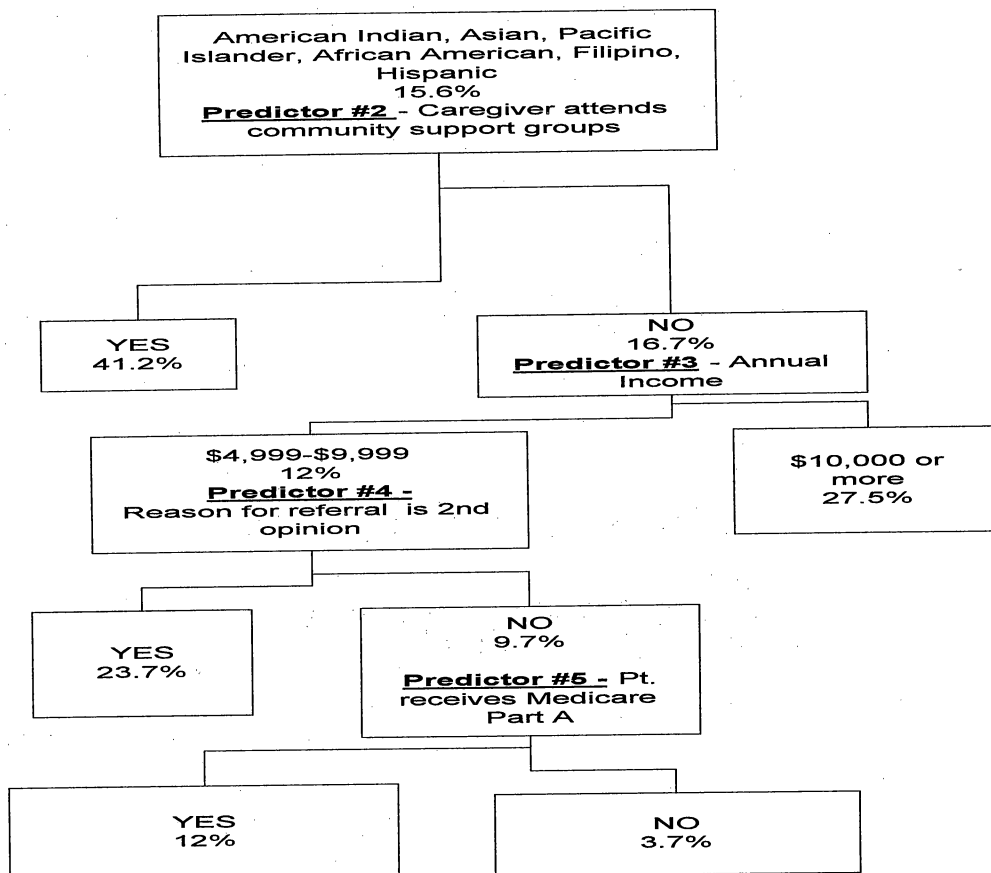 American Indian, Asian, Pacific
Islander, African American, Filipino,
Hispanic
15.6%
Predictor #2 - Caregiver attends
community support groups
YES
41.2%
NO
16.7%
Predictor #3 - Annual
Income
$4,999-$9,999
12%
Predictor #4 -
Reason for referral is 2nd
opinion
$10,000 or
more
27.5%
YES
23.7%
NO
9.7%
Predictor #5 - Pt.
receives Medicare
Part A
YES
12%
NO
3.7%